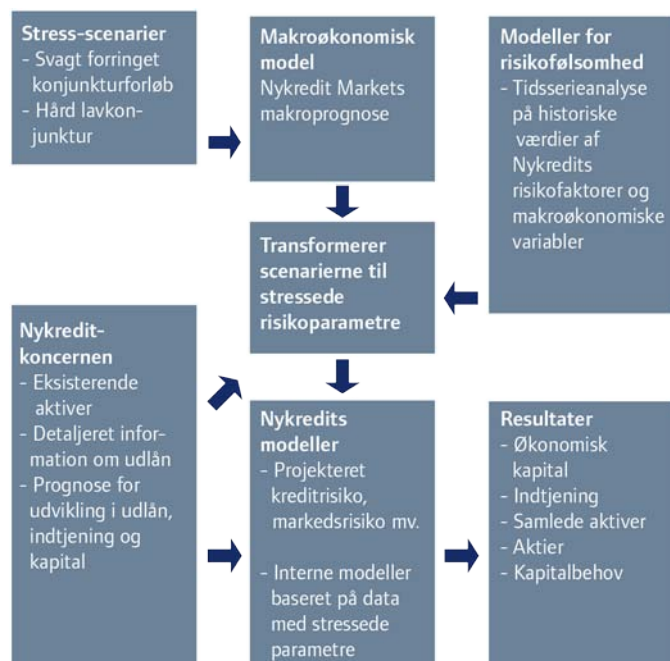 Stress-scenarier
- Svagt forringet
konjunkturforløb
- Hård lavkon-
junktur
Makroøkonomisk
model
Nykredit Markets
makroprognose
Modeller for
risikofølsomhed
- Tidsserieanalyse
på historiske
værdier af
Nykredits
risikofaktorer og
makroøkonomiske
variabler
Transformerer
scenarierne til
stressede
risikoparametre
Nykredit-
koncernen
- Eksisterende
aktiver
- Detaljeret infor-
mation om udlån
- Prognose for
udvikling i udlån,
indtjening og
kapital
Nykredits
modeller
- Projekteret
kreditrisiko,
markedsrisiko mv.
- Interne modeller
baseret på data
med stressede
parametre
Resultater
- Økonomisk
kapital
- Indtjening
- Samlede aktiver
- Aktier
- Kapitalbehov